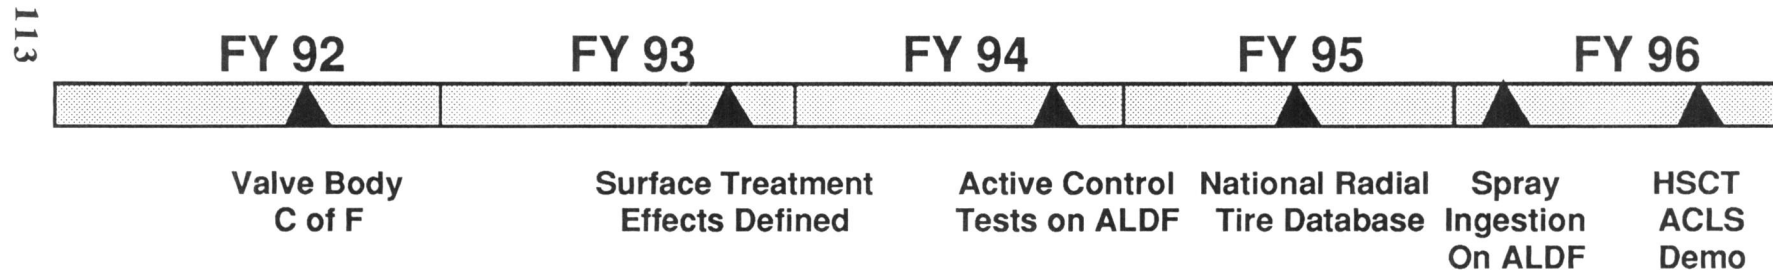 113
FY 92 FY 93 FY 94 FY 95 FY 96
Valve Body
C of F
Surface Treatment
Effects Defined
Active Control
Tests on ALDF
National Radial
Tire Database
Spray
Ingestion
On ALDF
HSCT
ACLS
Demo